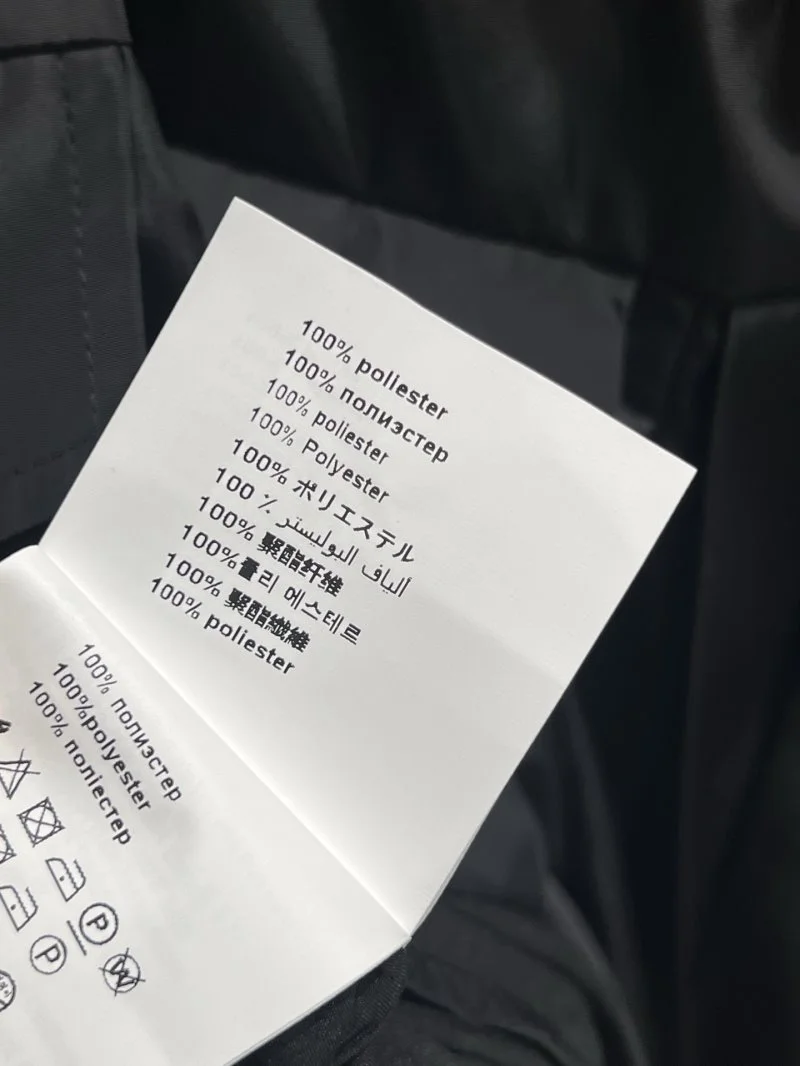 100% poliester
100% полиэстер
100% poliester
100% Polyester
100% ポリエステル
100 ٪ ألياف البوليستر
100% 聚酯纤维
100%폴리 에스테르
100% 聚酯纖維
100% poliester
100% полиэстер
100%polyester
100% поліестер
P
P
W